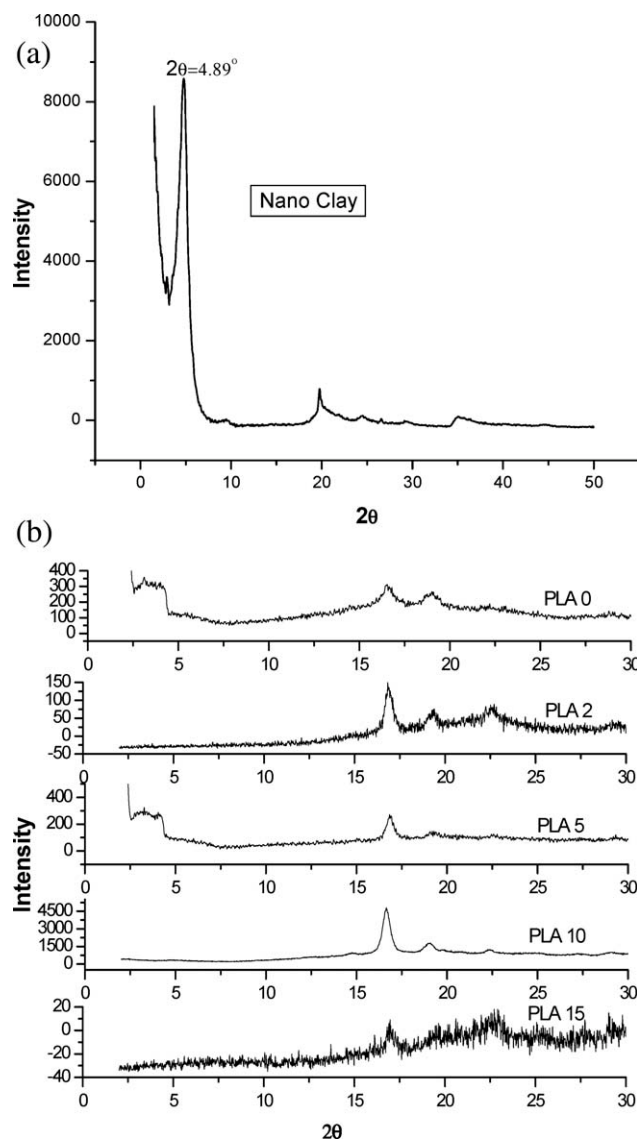 (a)
10000
2θ=4.89°
8000
6000
Nano Clay
4000
2000
0
Intensity
0 10 20 30 40 50
2θ
(b)
400
300
200
100
0
PLA 0
0 5 10 15 20 25 30
150
100
50
0
-50
PLA 2
0 5 10 15 20 25 30
400
200
0
PLA 5
0 5 10 15 20 25 30
Intensity
4500
3000
1500
0
PLA 10
0 5 10 15 20 25 30
20
0
-20
-40
PLA 15
0 5 10 15 20 25 30
2θ